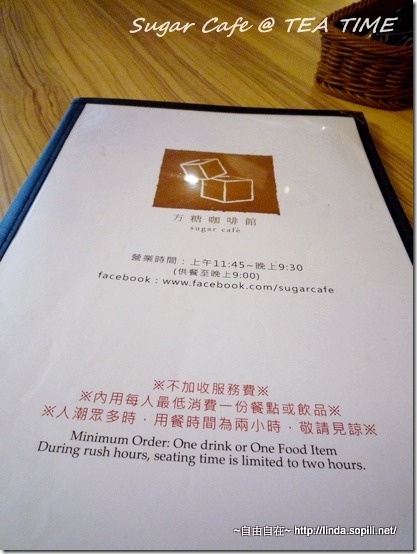 Sugar Cafe @ TEA TIME
方糖咖啡館
sugar café
營業時間：上午11:45~晚上9:30
(供餐至晚上9:00)
facebook：www.facebook.com/sugarcafe
※不加收服務費※
※內用每人最低消費一份餐點或飲品※
※人潮眾多時，用餐時間為兩小時，敬請見諒※
Minimum Order: One drink or One Food Item
During rush hours, seating time is limited to two hours.
~自由自在~ http://linda.sopili.net/